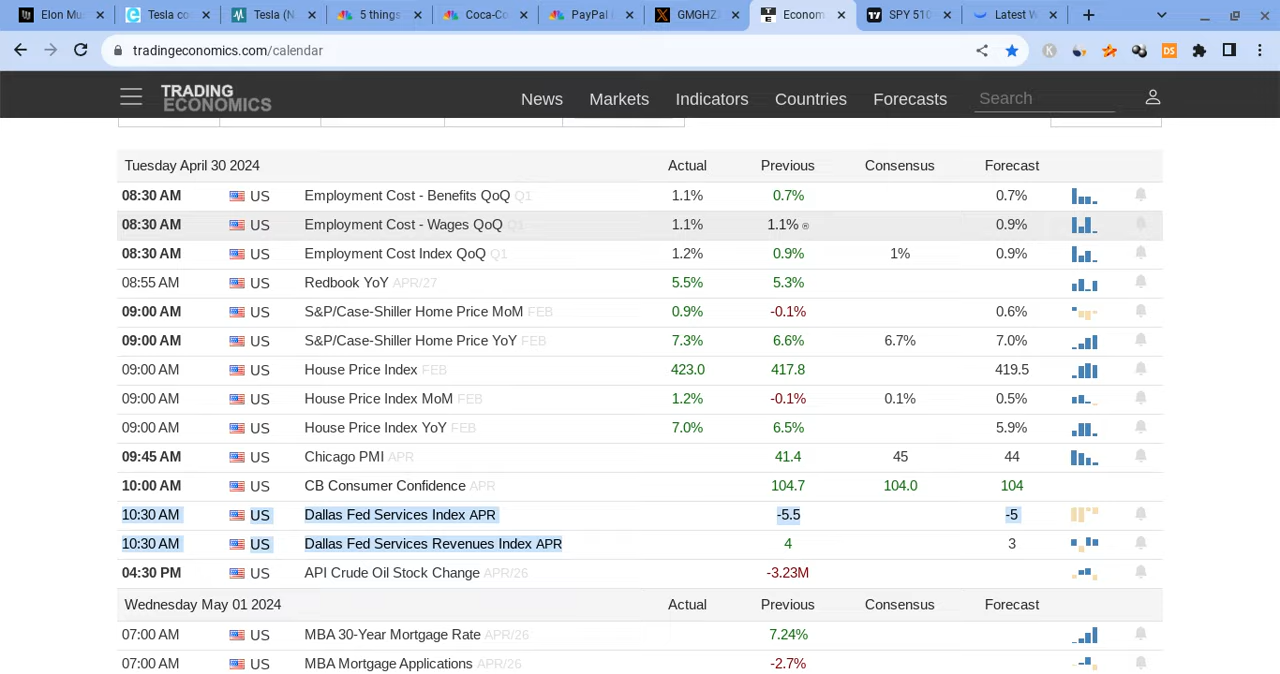 Elon Mus
Tesla co
Tesla (N
5 things
Coca-Co
PayPal
GMGHZ
Econom
SPY 510
Latest W
tradingeconomics.com/calendar
TRADING ECONOMICS
News Markets Indicators Countries Forecasts Search
Tuesday April 30 2024 Actual Previous Consensus Forecast
08:30 AM US Employment Cost - Benefits QoQ Q1 1.1% 0.7% 0.7%
08:30 AM US Employment Cost - Wages QoQ Q1 1.1% 1.1% ® 0.9%
08:30 AM US Employment Cost Index QoQ Q1 1.2% 0.9% 1% 0.9%
08:55 AM US Redbook YoY APR/27 5.5% 5.3%
09:00 AM US S&P/Case-Shiller Home Price MoM FEB 0.9% -0.1% 0.6%
09:00 AM US S&P/Case-Shiller Home Price YoY FEB 7.3% 6.6% 6.7% 7.0%
09:00 AM US House Price Index FEB 423.0 417.8 419.5
09:00 AM US House Price Index MoM FEB 1.2% -0.1% 0.1% 0.5%
09:00 AM US House Price Index YoY FEB 7.0% 6.5% 5.9%
09:45 AM US Chicago PMI APR 41.4 45 44
10:00 AM US CB Consumer Confidence APR 104.7 104.0 104
10:30 AM US Dallas Fed Services Index APR -5.5 -5
10:30 AM US Dallas Fed Services Revenues Index APR 4 3
04:30 PM US API Crude Oil Stock Change APR/26 -3.23M
Wednesday May 01 2024 Actual Previous Consensus Forecast
07:00 AM US MBA 30-Year Mortgage Rate APR/26 7.24%
07:00 AM US MBA Mortgage Applications APR/26 -2.7%